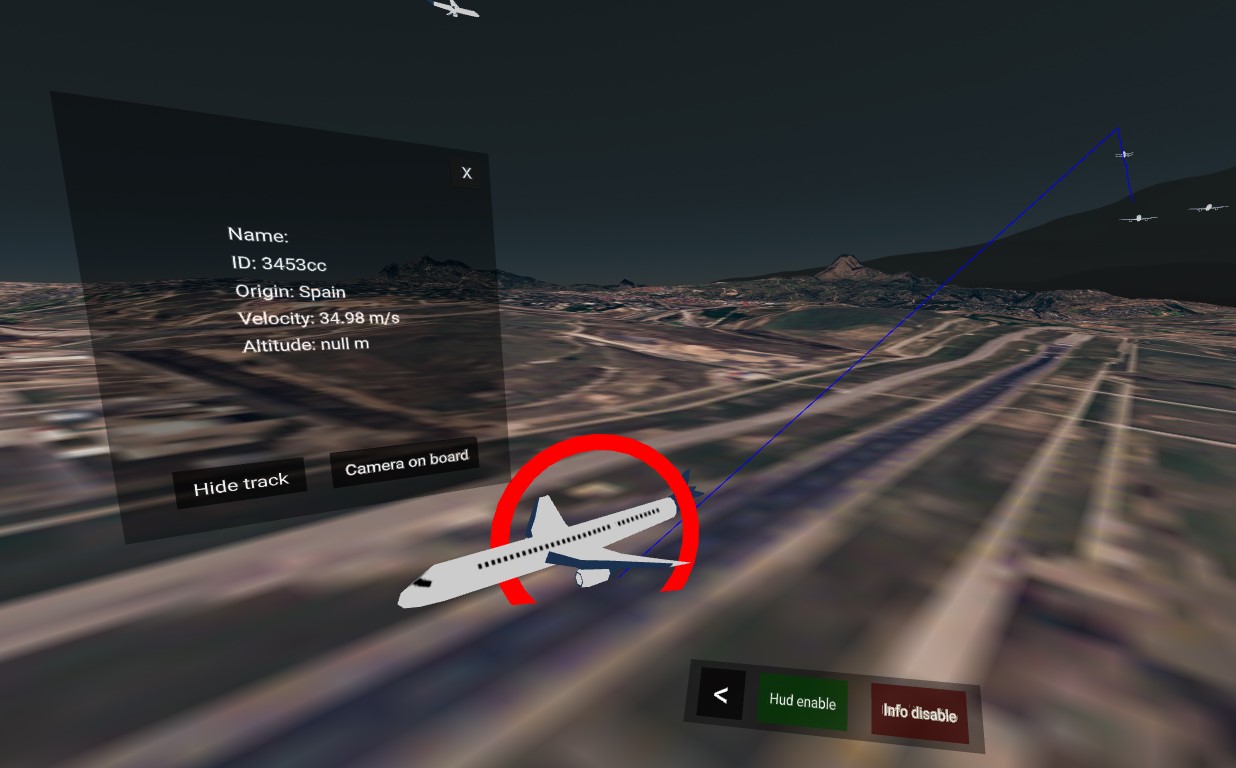 X
Name:
ID: 3453cc
Origin: Spain
Velocity: 34.98 m/s
Altitude: null m
Hide track
Camera on board
<
Hud enable
Info disable